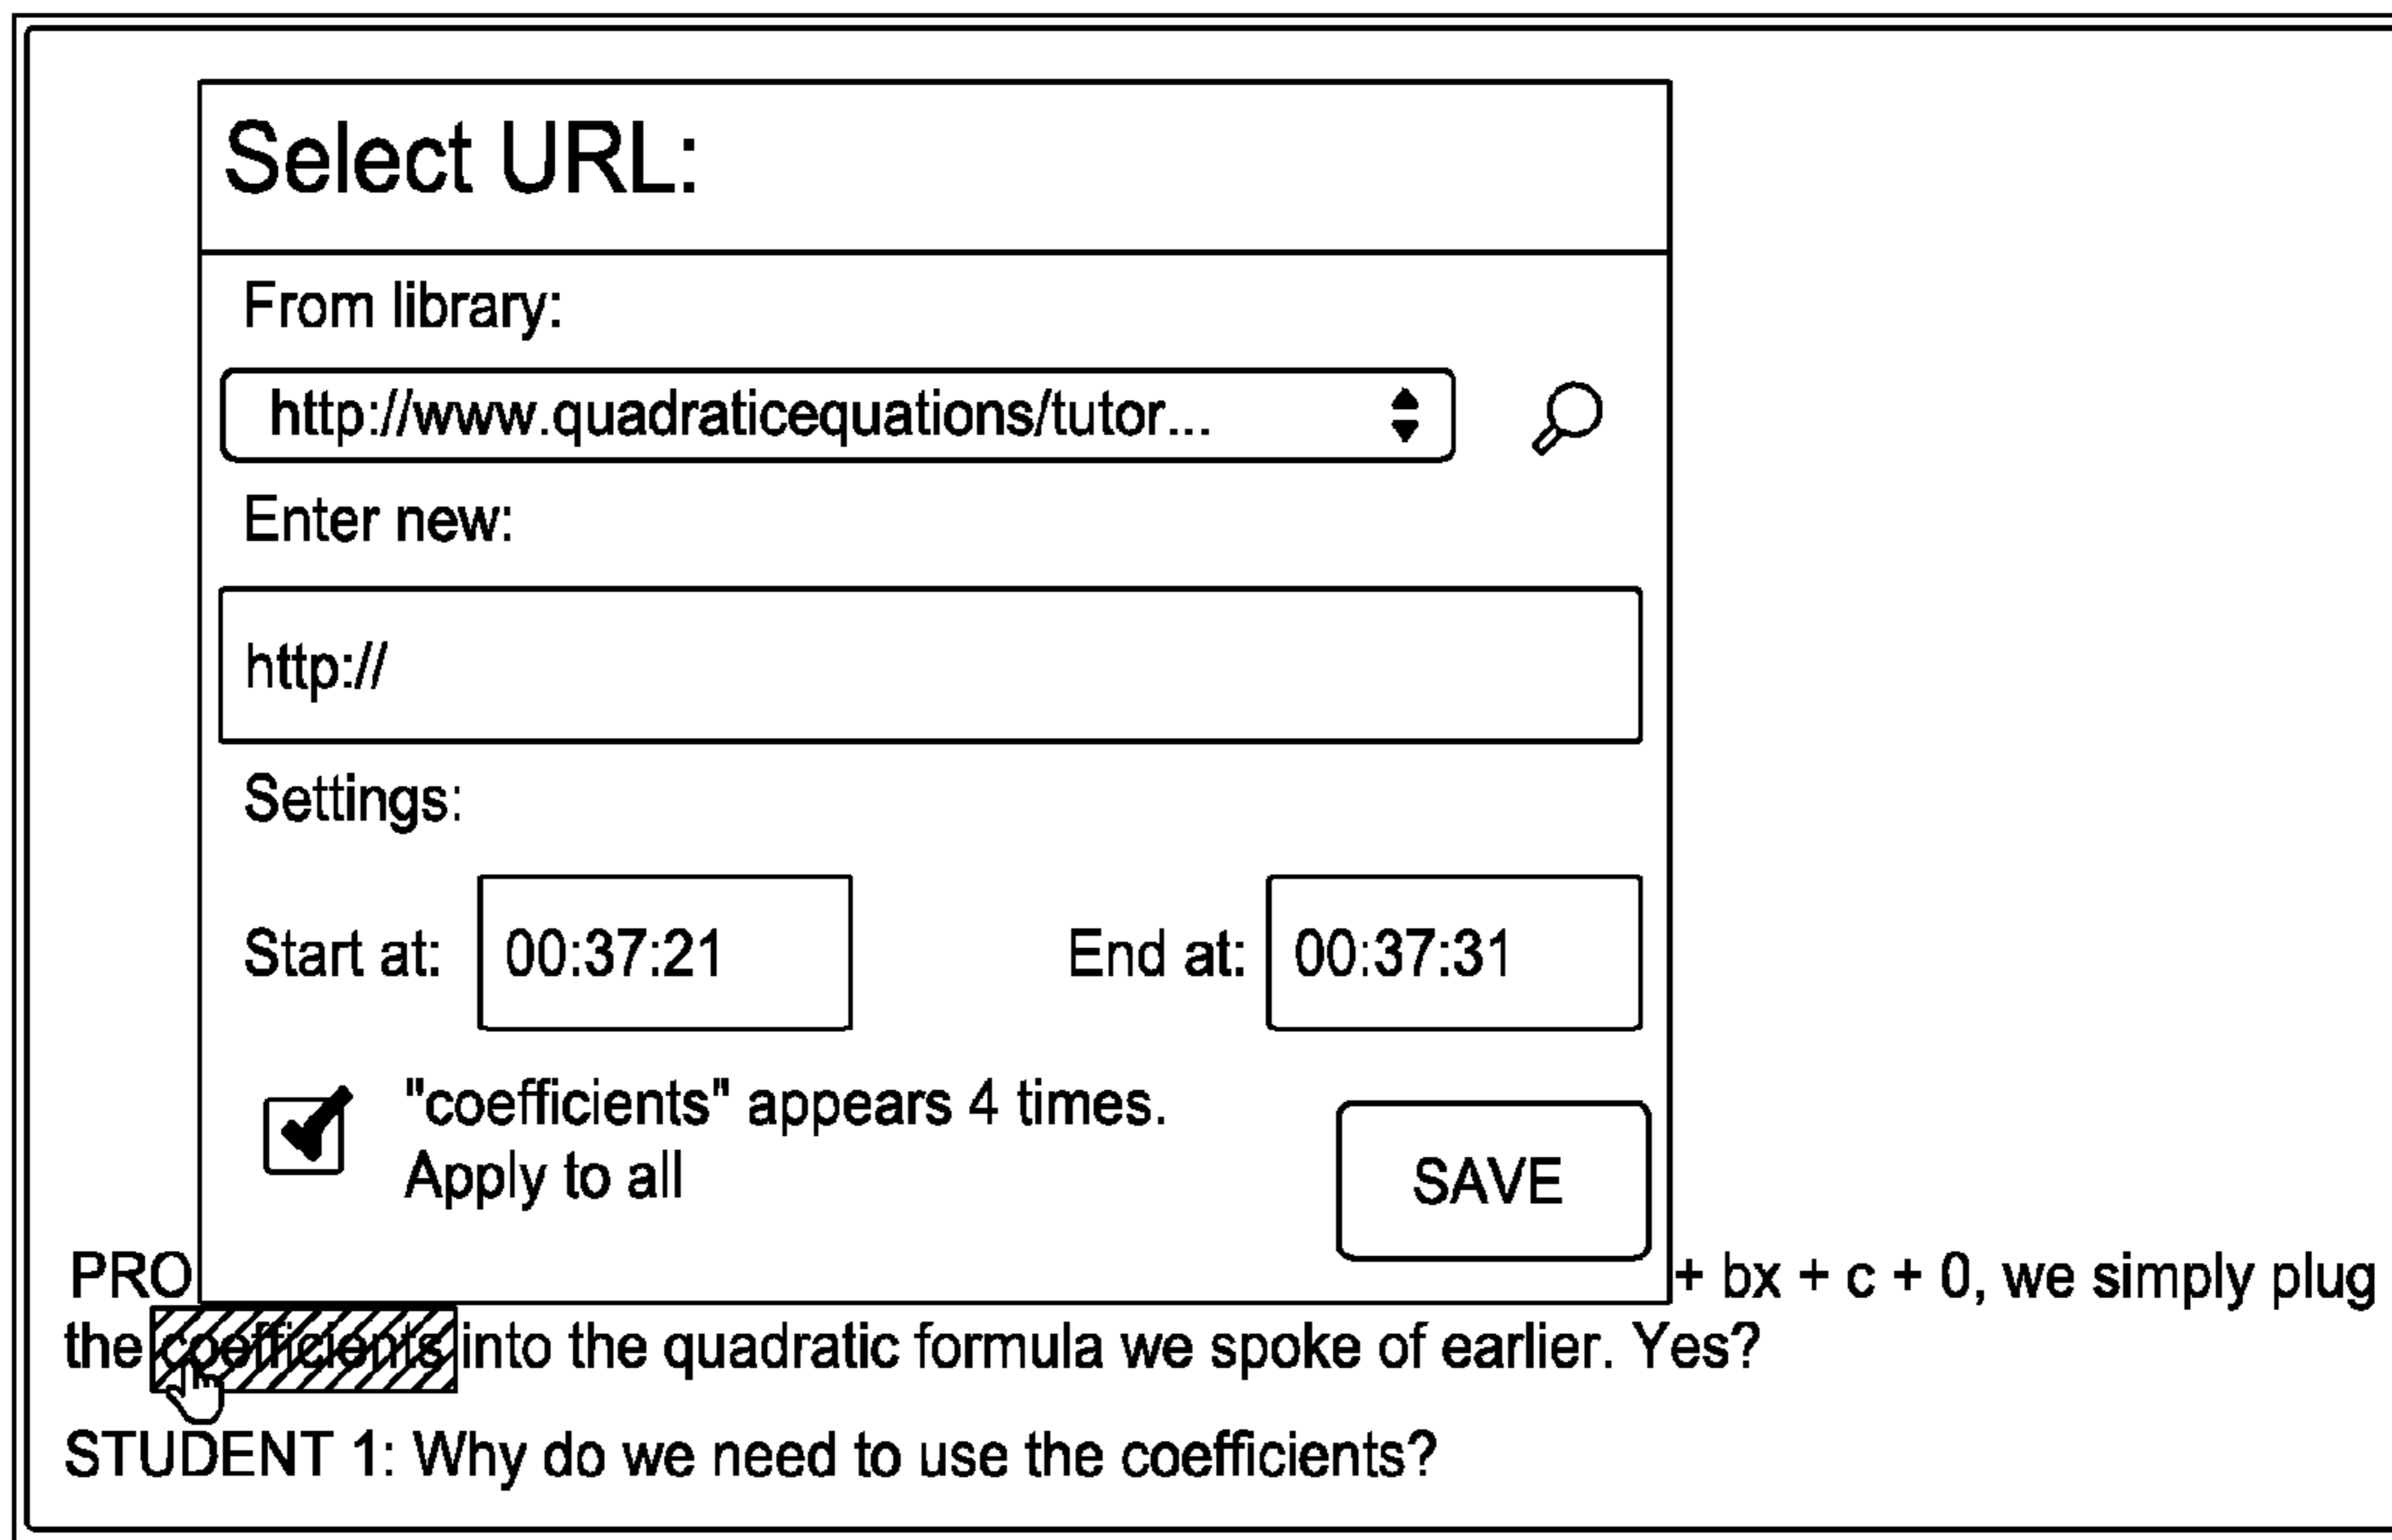 Select URL:
From library:
http://www.quadraticequations/tutor...
Enter new:
http://
Settings:
Start at: 00:37:21 End at: 00:37:31
"coefficients" appears 4 times.
Apply to all
SAVE
PRO + bx + c + 0, we simply plug
the coefficients into the quadratic formula we spoke of earlier. Yes?
STUDENT 1: Why do we need to use the coefficients?